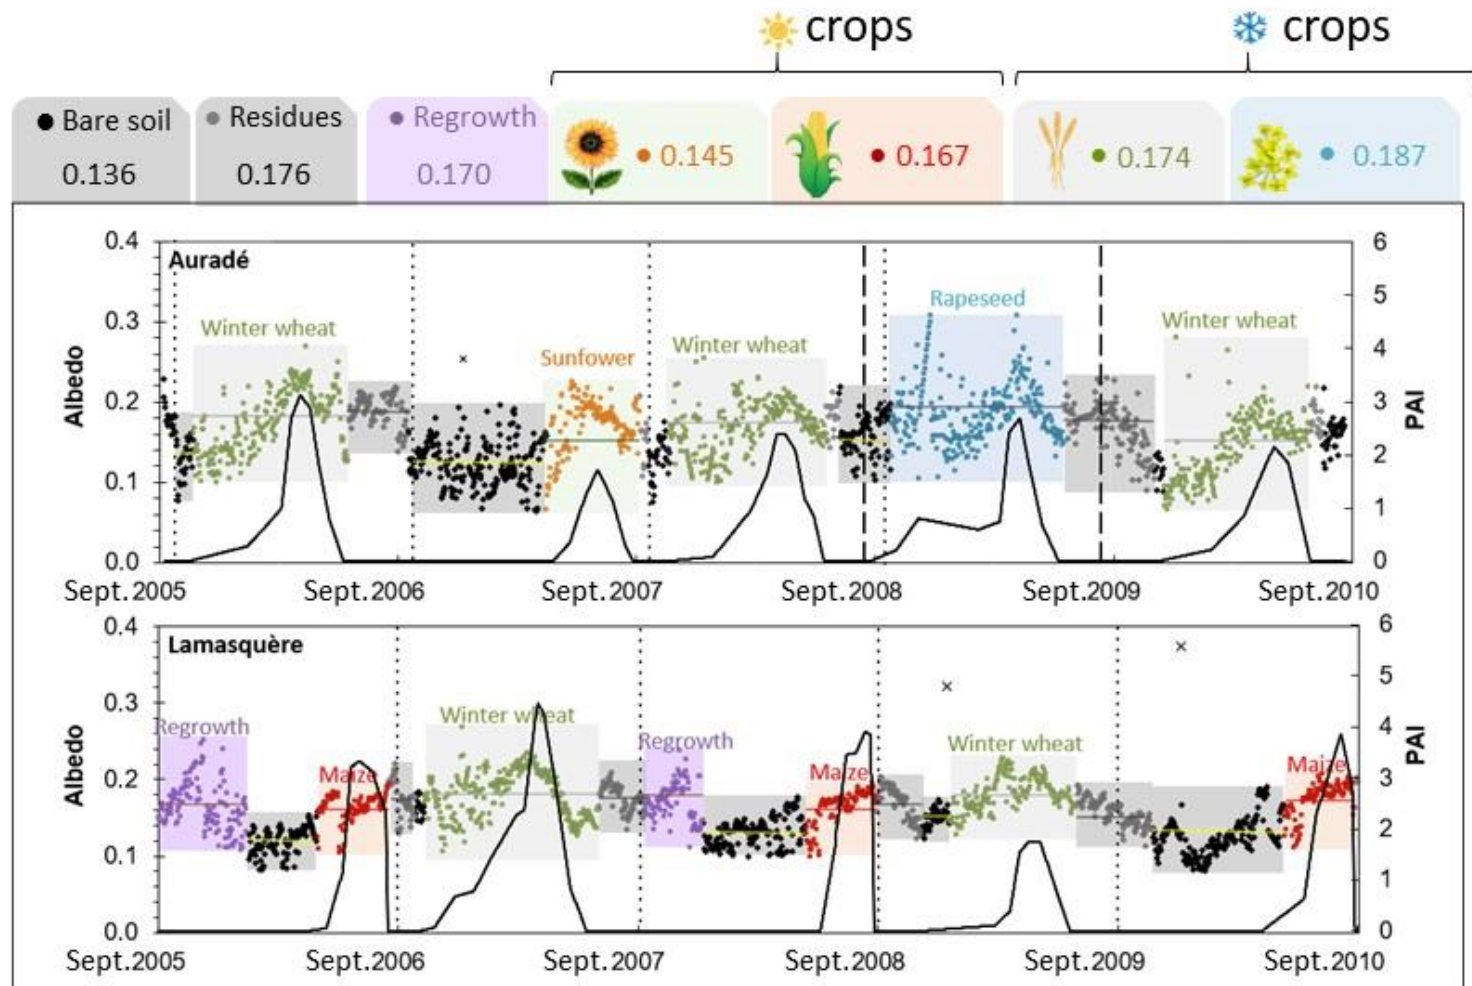 crops crops
Bare soil Residues Regrowth
0.136 0.176 0.170 0.145 0.167 0.174 0.187
Auradé
Albedo
0.4
0.3
0.2
0.1
0.0
Winter wheat
Sunfower
Winter wheat
Rapeseed
Winter wheat
6
5
4
3
2
1
0
PAI
Sept.2005 Sept.2006 Sept.2007 Sept.2008 Sept.2009 Sept.2010
Lamasquère
Albedo
0.4
0.3
0.2
0.1
0.0
Regrowth
Maize
Winter wheat
Regrowth
Maize
Winter wheat
Maize
6
5
4
3
2
1
0
PAI
Sept.2005 Sept.2006 Sept.2007 Sept.2008 Sept.2009 Sept.2010